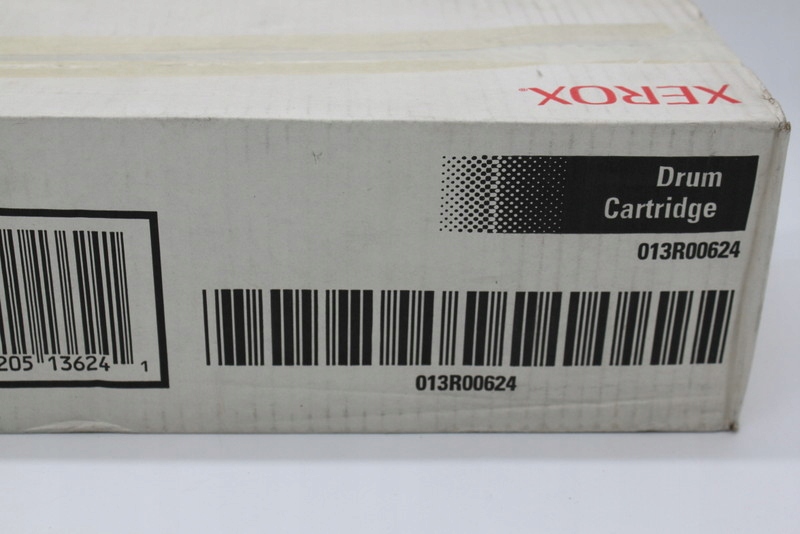 XEROX
Drum
Cartridge
013R00624
013R00624
205 13624 1